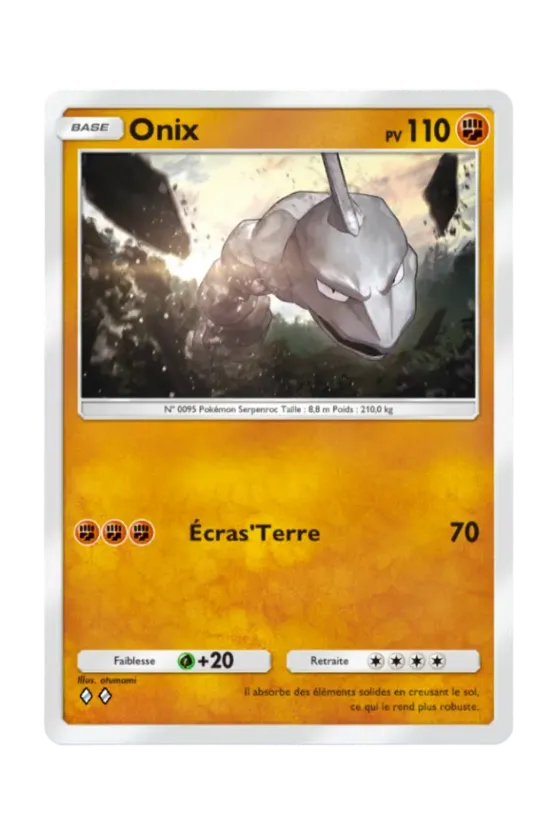 BASE Onix PV 110
N° 0095 Pokémon Serpenroc Taille : 8,8 m Poids : 210,0 kg
Écras'Terre 70
Faiblesse +20 Retraite
Illus. otumami
Il absorbe des éléments solides en creusant le sol,
ce qui le rend plus robuste.